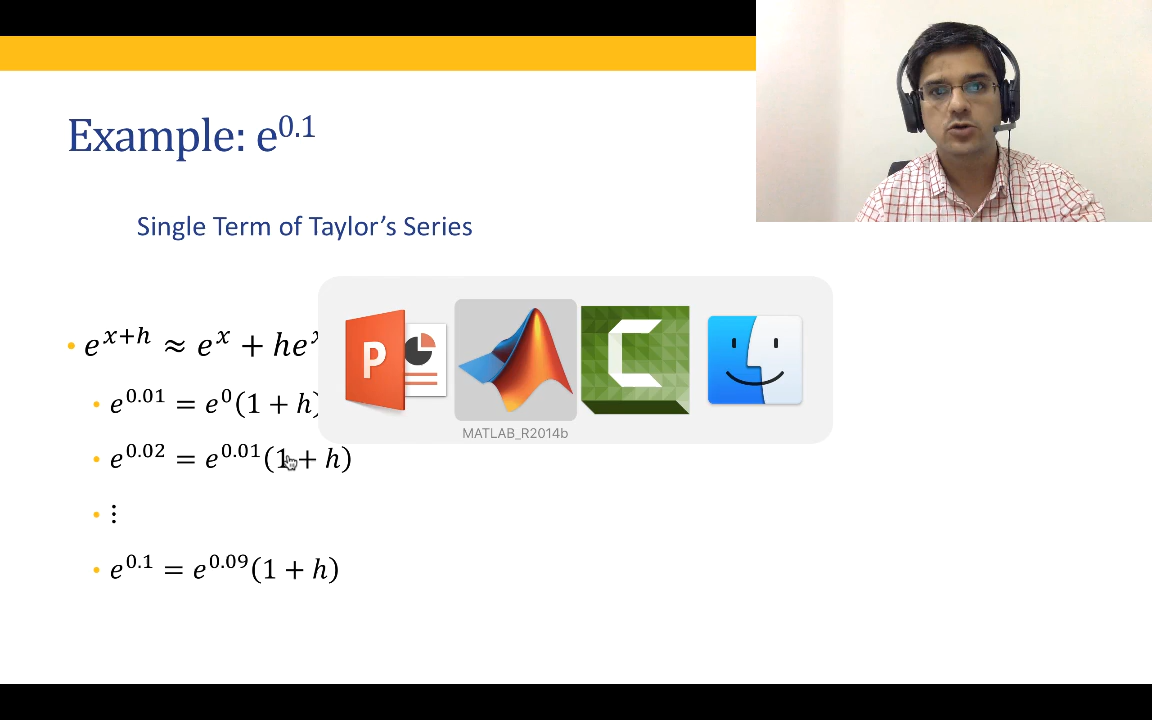 Example: e^0.1
Single Term of Taylor's Series
• e^{x+h} ≈ e^x + he^x
• e^0.01 = e^0(1 + h)
• e^0.02 = e^0.01(1 + h)
• ⋮
• e^0.1 = e^0.09(1 + h)
P
C
MATLAB_R2014b